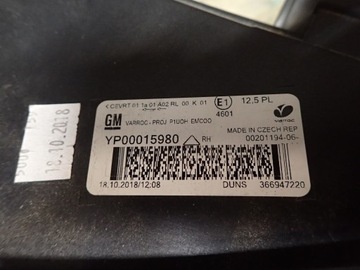 12,5 PL
E1
4601
GM
VARROC - PROJ P1UOH EMCOO
varroc
YP00015980
RH
MADE IN CZECH REP
00201194-06-
18.10.2018/12:08
DUNS 366947220
18.10.2018